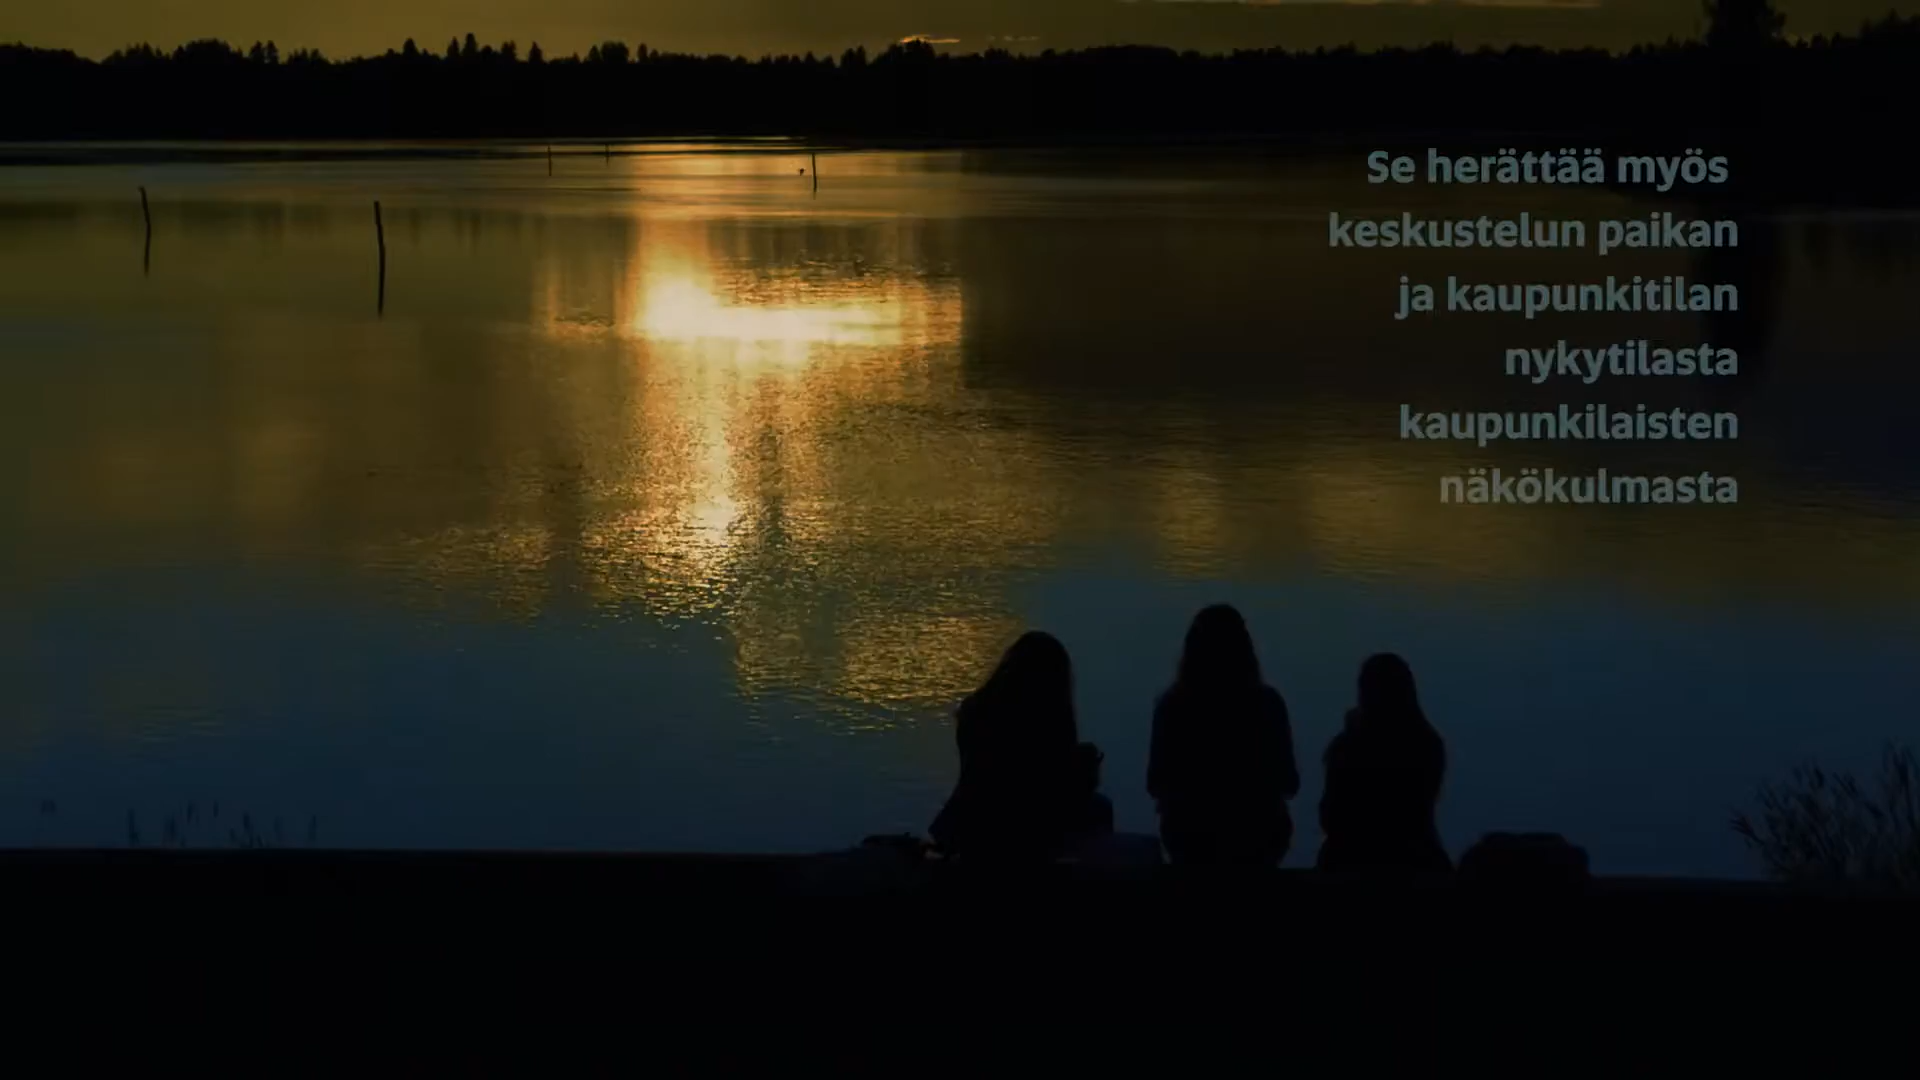 Se herättää myös
keskustelun paikan
ja kaupunkitilan
nykytilasta
kaupunkilaisten
näkökulmasta